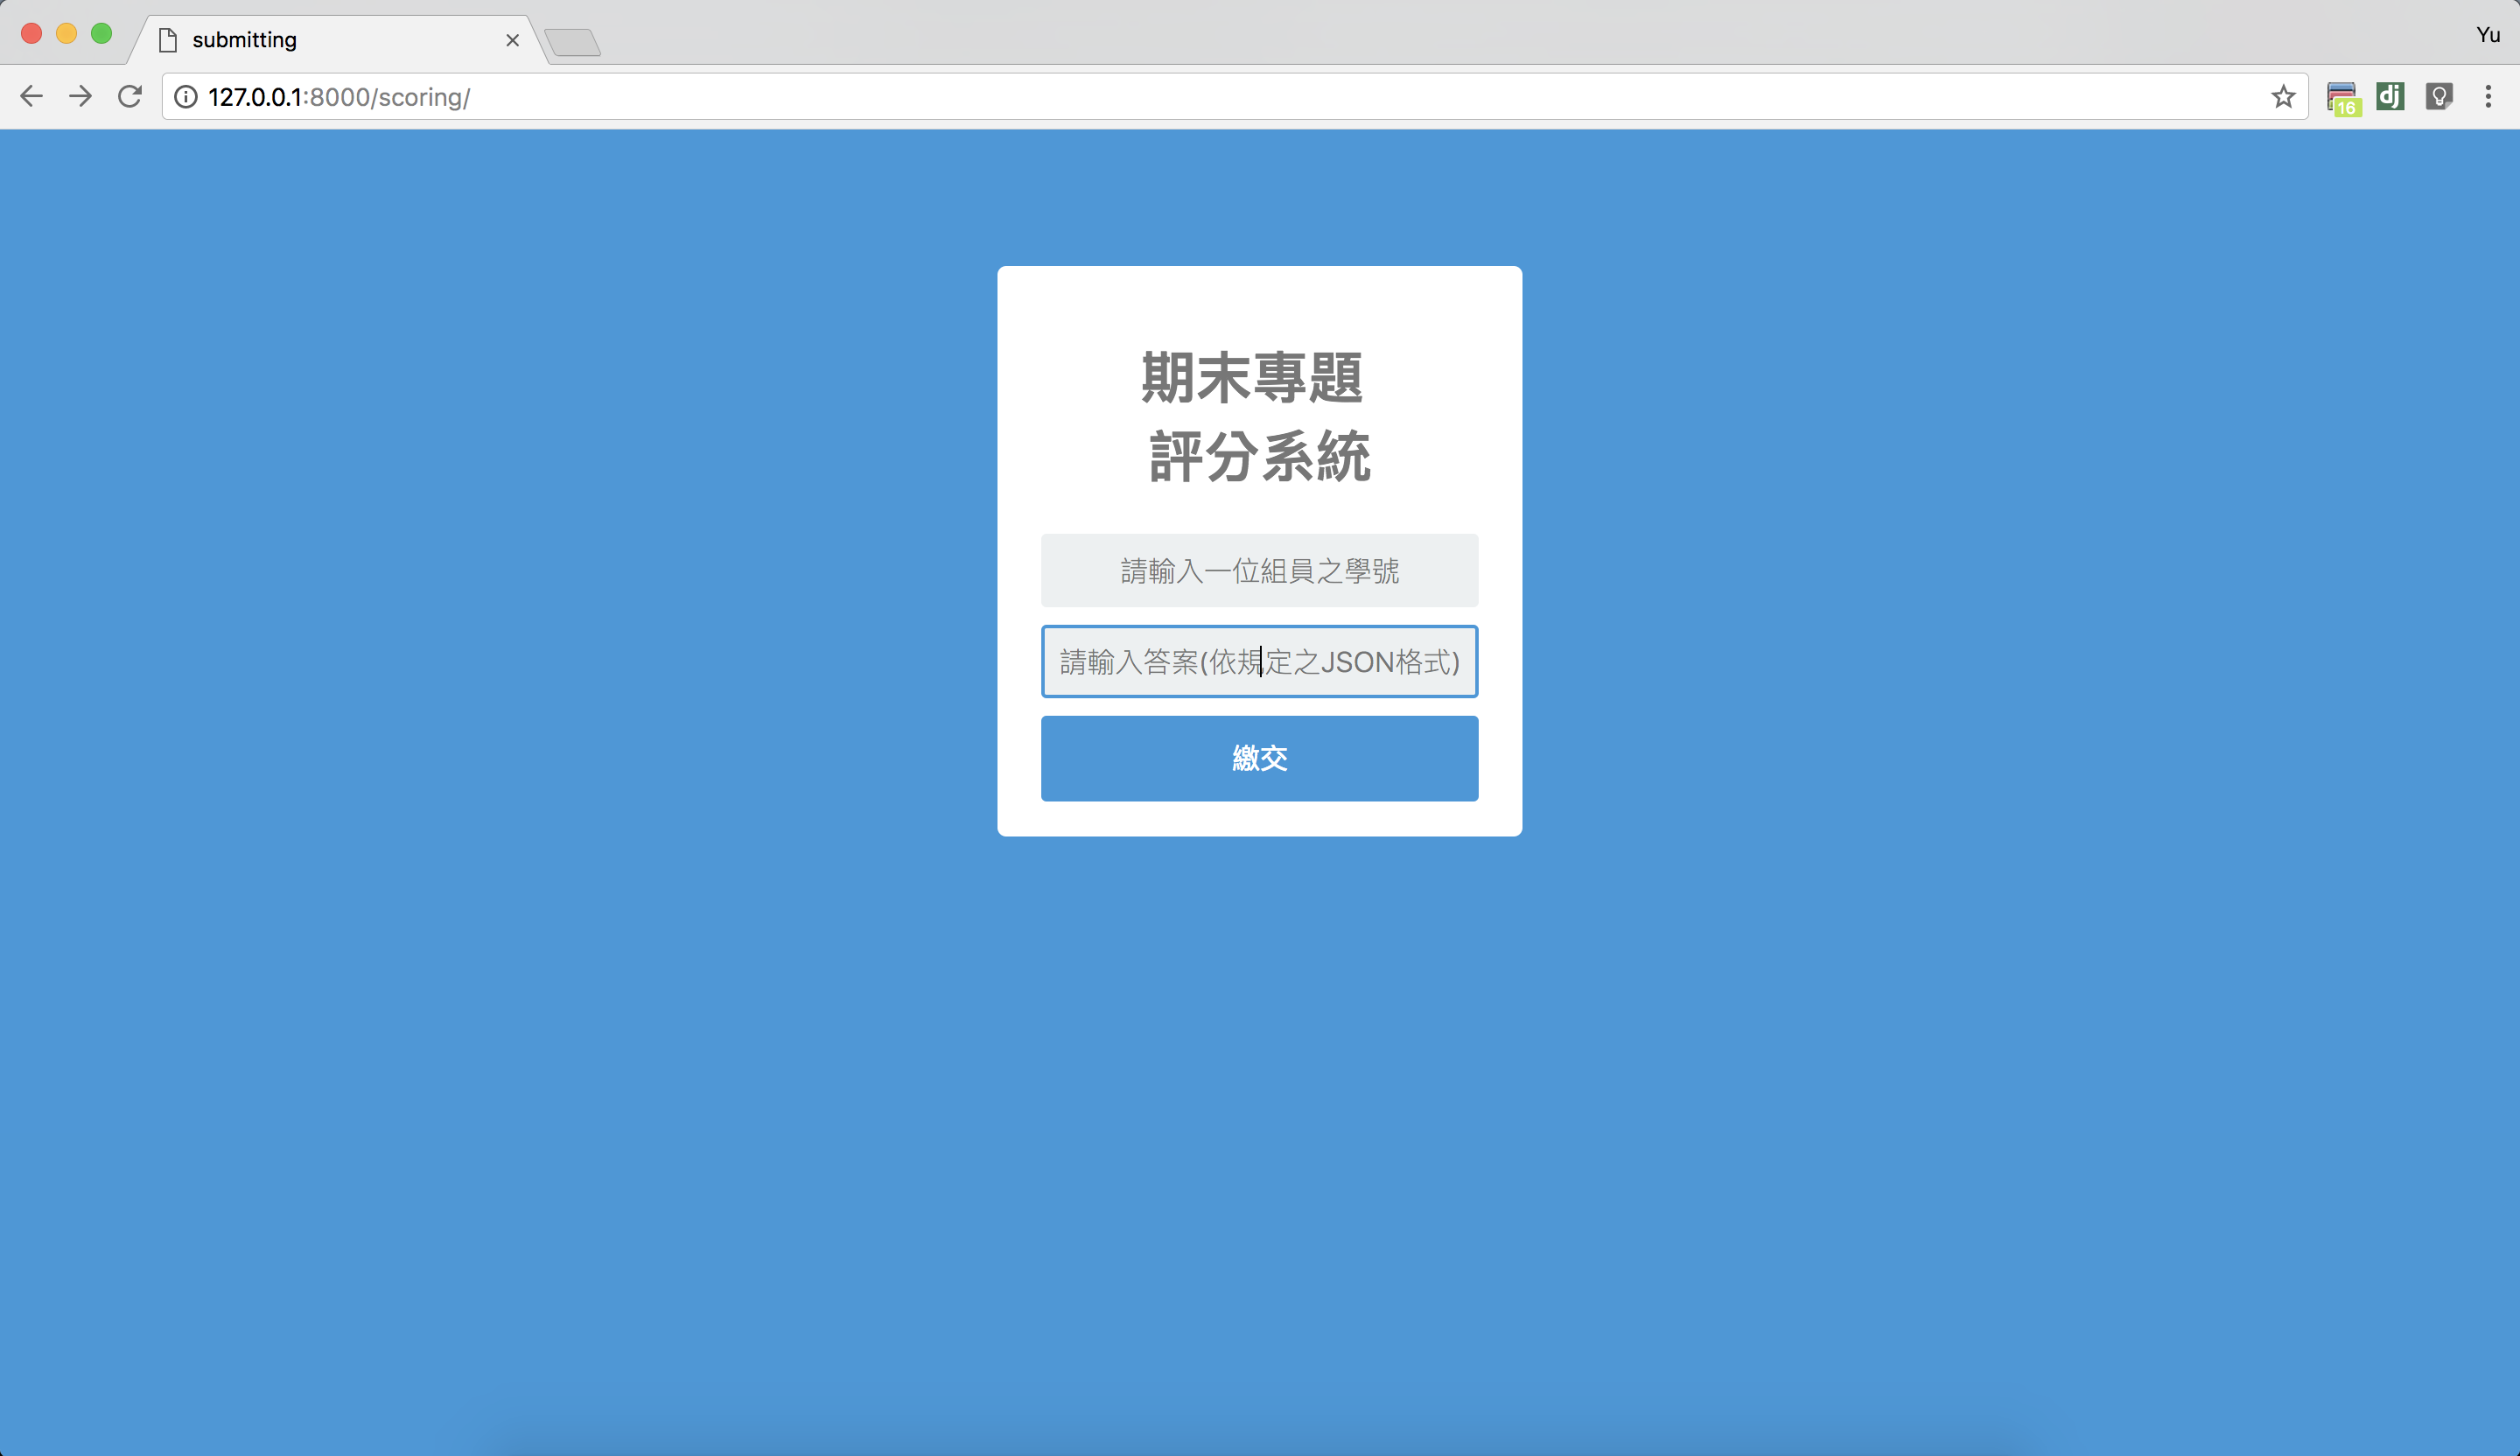 submitting
Yu
127.0.0.1:8000/scoring/
16
dj
期末專題
評分系統
請輸入一位組員之學號
請輸入答案(依規定之JSON格式)
繳交